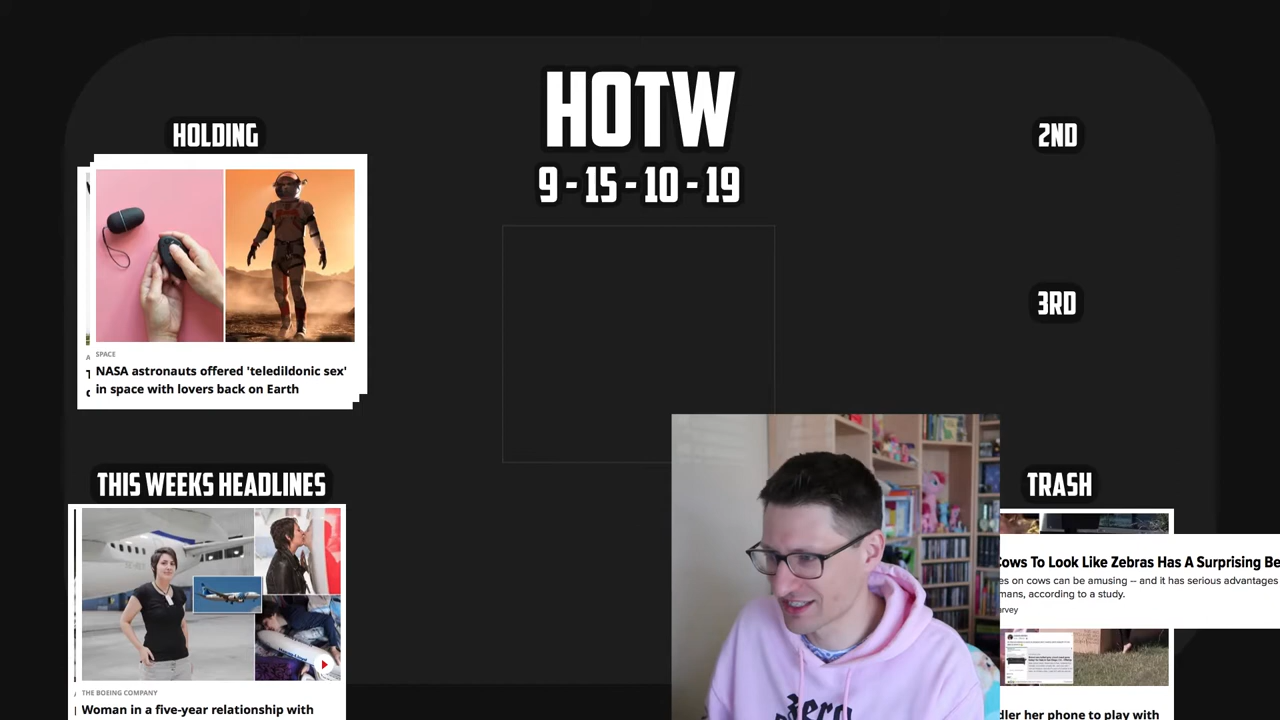 HOTW
9 - 15 - 10 - 19
HOLDING
SPACE
NASA astronauts offered 'teledildonic sex'
in space with lovers back on Earth
2ND
3RD
THIS WEEKS HEADLINES
THE BOEING COMPANY
Woman in a five-year relationship with
TRASH
Cows To Look Like Zebras Has A Surprising Be
es on cows can be amusing -- and it has serious advantages
mans, according to a study.
arvey
dler her phone to play with